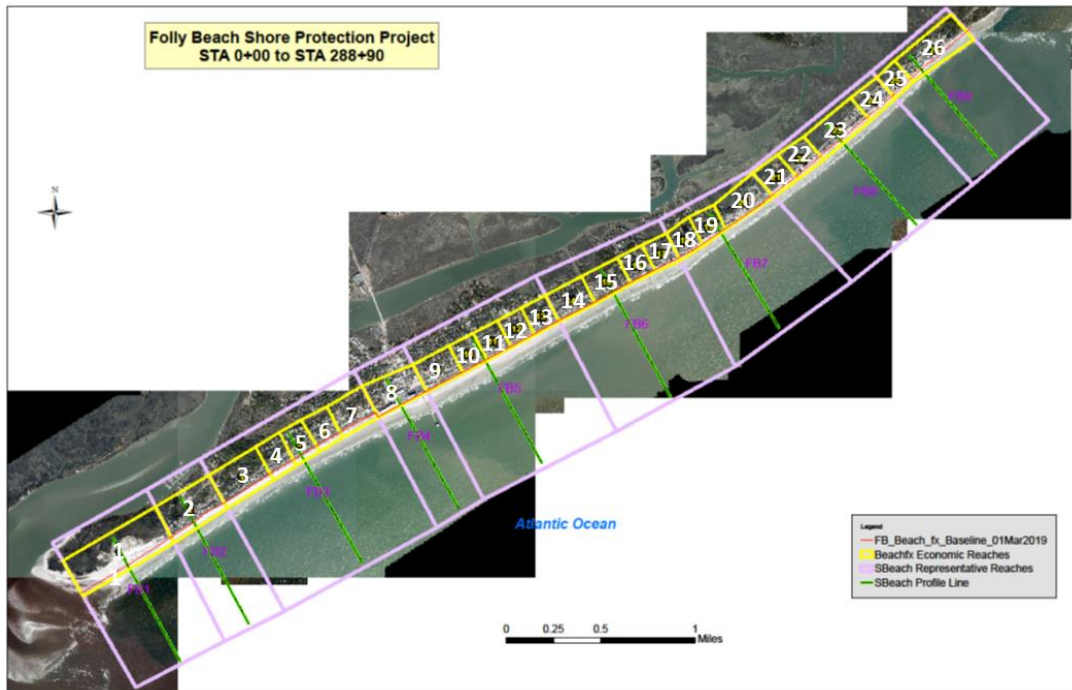 Folly Beach Shore Protection Project
STA 0+00 to STA 288+90
26
25
24
23
22
21
20
19
18
17
16
15
14
13
12
11
10
9
8
7
6
5
4
3
2
1
N
FB1
FB2
FB3
FB4
FB5
FB6
FB7
FB8
FB9
Atlantic Ocean
Legend
FB_Beach_fx_Baseline_01Mar2019
Beachfx Economic Reaches
SBeach Representative Reaches
SBeach Profile Line
0 0.25 0.5 1
Miles